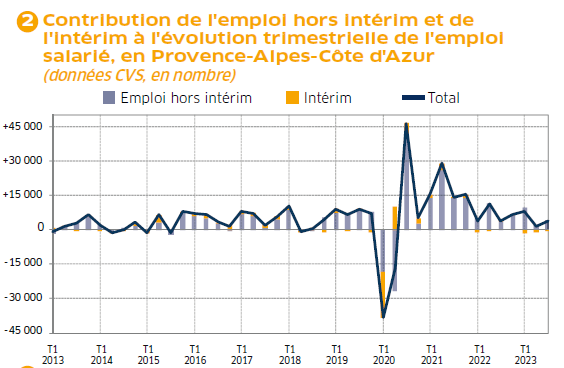 2 Contribution de l'emploi hors intérim et de
l'Intérim à l'évolution trimestrielle de l'emploi
salarié, en Provence-Alpes-Côte d'Azur
(données CVS, en nombre)
Emploi hors intérim Intérim Total
+45 000
+30 000
+15 000
0
-15 000
-30 000
-45 000
T1 T1 T1 T1 T1 T1 T1 T1 T1 T1 T1
2013 2014 2015 2016 2017 2018 2019 2020 2021 2022 2023